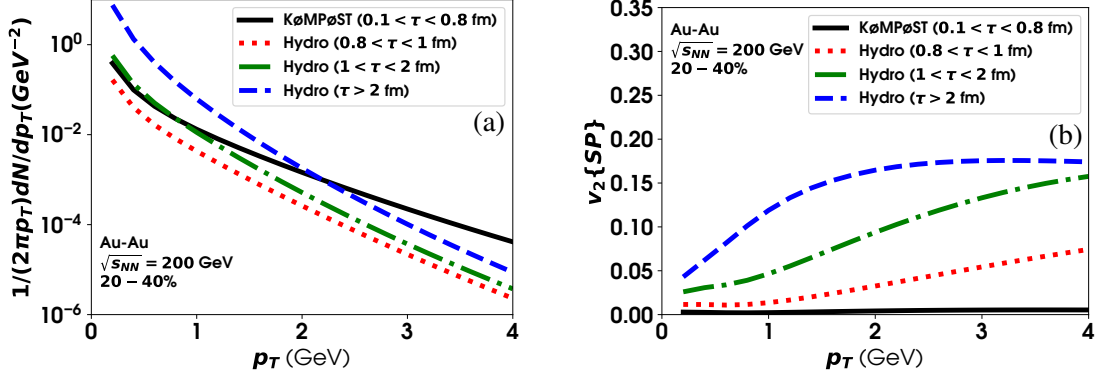 1/(2πp_T)dN/dp_T(GeV⁻²)
10⁰
10⁻²
10⁻⁴
10⁻⁶
KøMPøST (0.1 < τ < 0.8 fm)
Hydro (0.8 < τ < 1 fm)
Hydro (1 < τ < 2 fm)
Hydro (τ > 2 fm)
(a)
Au-Au
√s_NN = 200 GeV
20 − 40%
0 1 2 3 4
p_T (GeV)
v₂{SP}
0.35
0.30
0.25
0.20
0.15
0.10
0.05
0.00
Au-Au
√s_NN = 200 GeV
20 − 40%
KøMPøST (0.1 < τ < 0.8 fm)
Hydro (0.8 < τ < 1 fm)
Hydro (1 < τ < 2 fm)
Hydro (τ > 2 fm)
(b)
0 1 2 3 4
p_T (GeV)